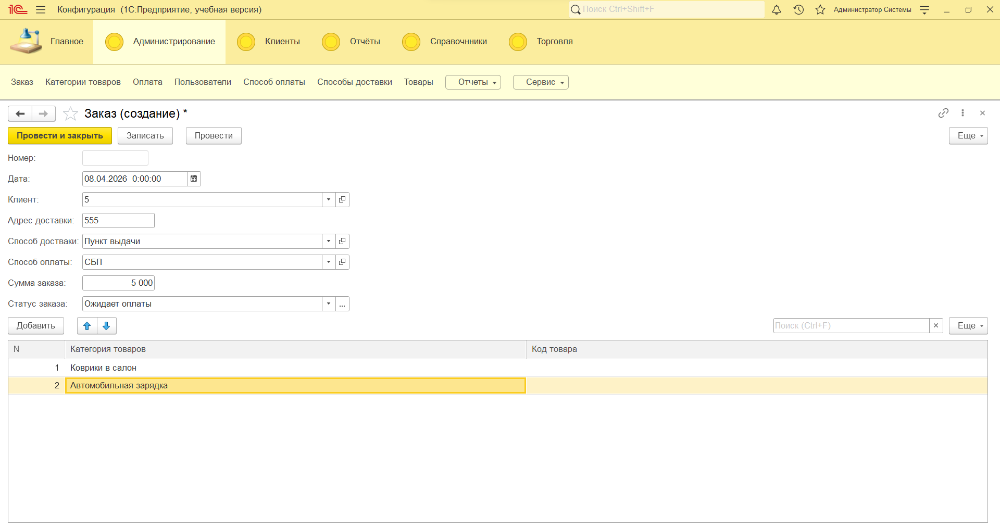 1С Конфигурация (1С:Предприятие, учебная версия) Поиск Ctrl+Shift+F Администратор Системы
Главное Администрирование Клиенты Отчёты Справочнники Торговля
Заказ Категории товаров Оплата Пользователи Способ оплаты Способы доставки Товары Отчеты Сервис
Заказ (создание) *
Провести и закрыть Записать Провести Еще
Номер:
Дата: 08.04.2026 0:00:00
Клиент: 5
Адрес доставки: 555
Способ достваки: Пункт выдачи
Способ оплаты: СБП
Сумма заказа: 5 000
Статус заказа: Ожидает оплаты ...
Добавить Поиск (Ctrl+F) × Еще
N Категория товаров Код товара
1 Коврики в салон
2 Автомобильная зарядка